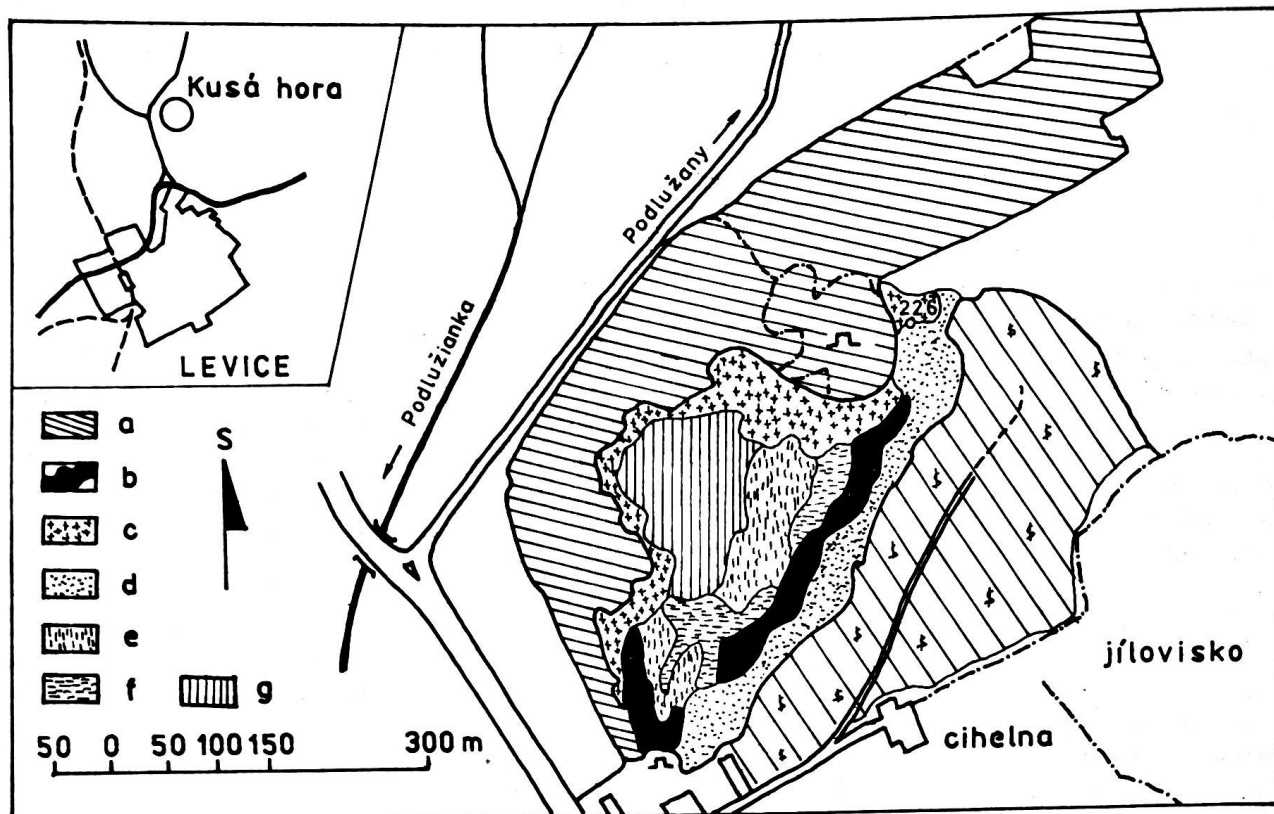 Kusá hora
LEVICE
Podlužianka
Podlužany
226
a
b
c
d
e
f
g
S
50 0 50 100 150 300 m
jílovisko
cihelna